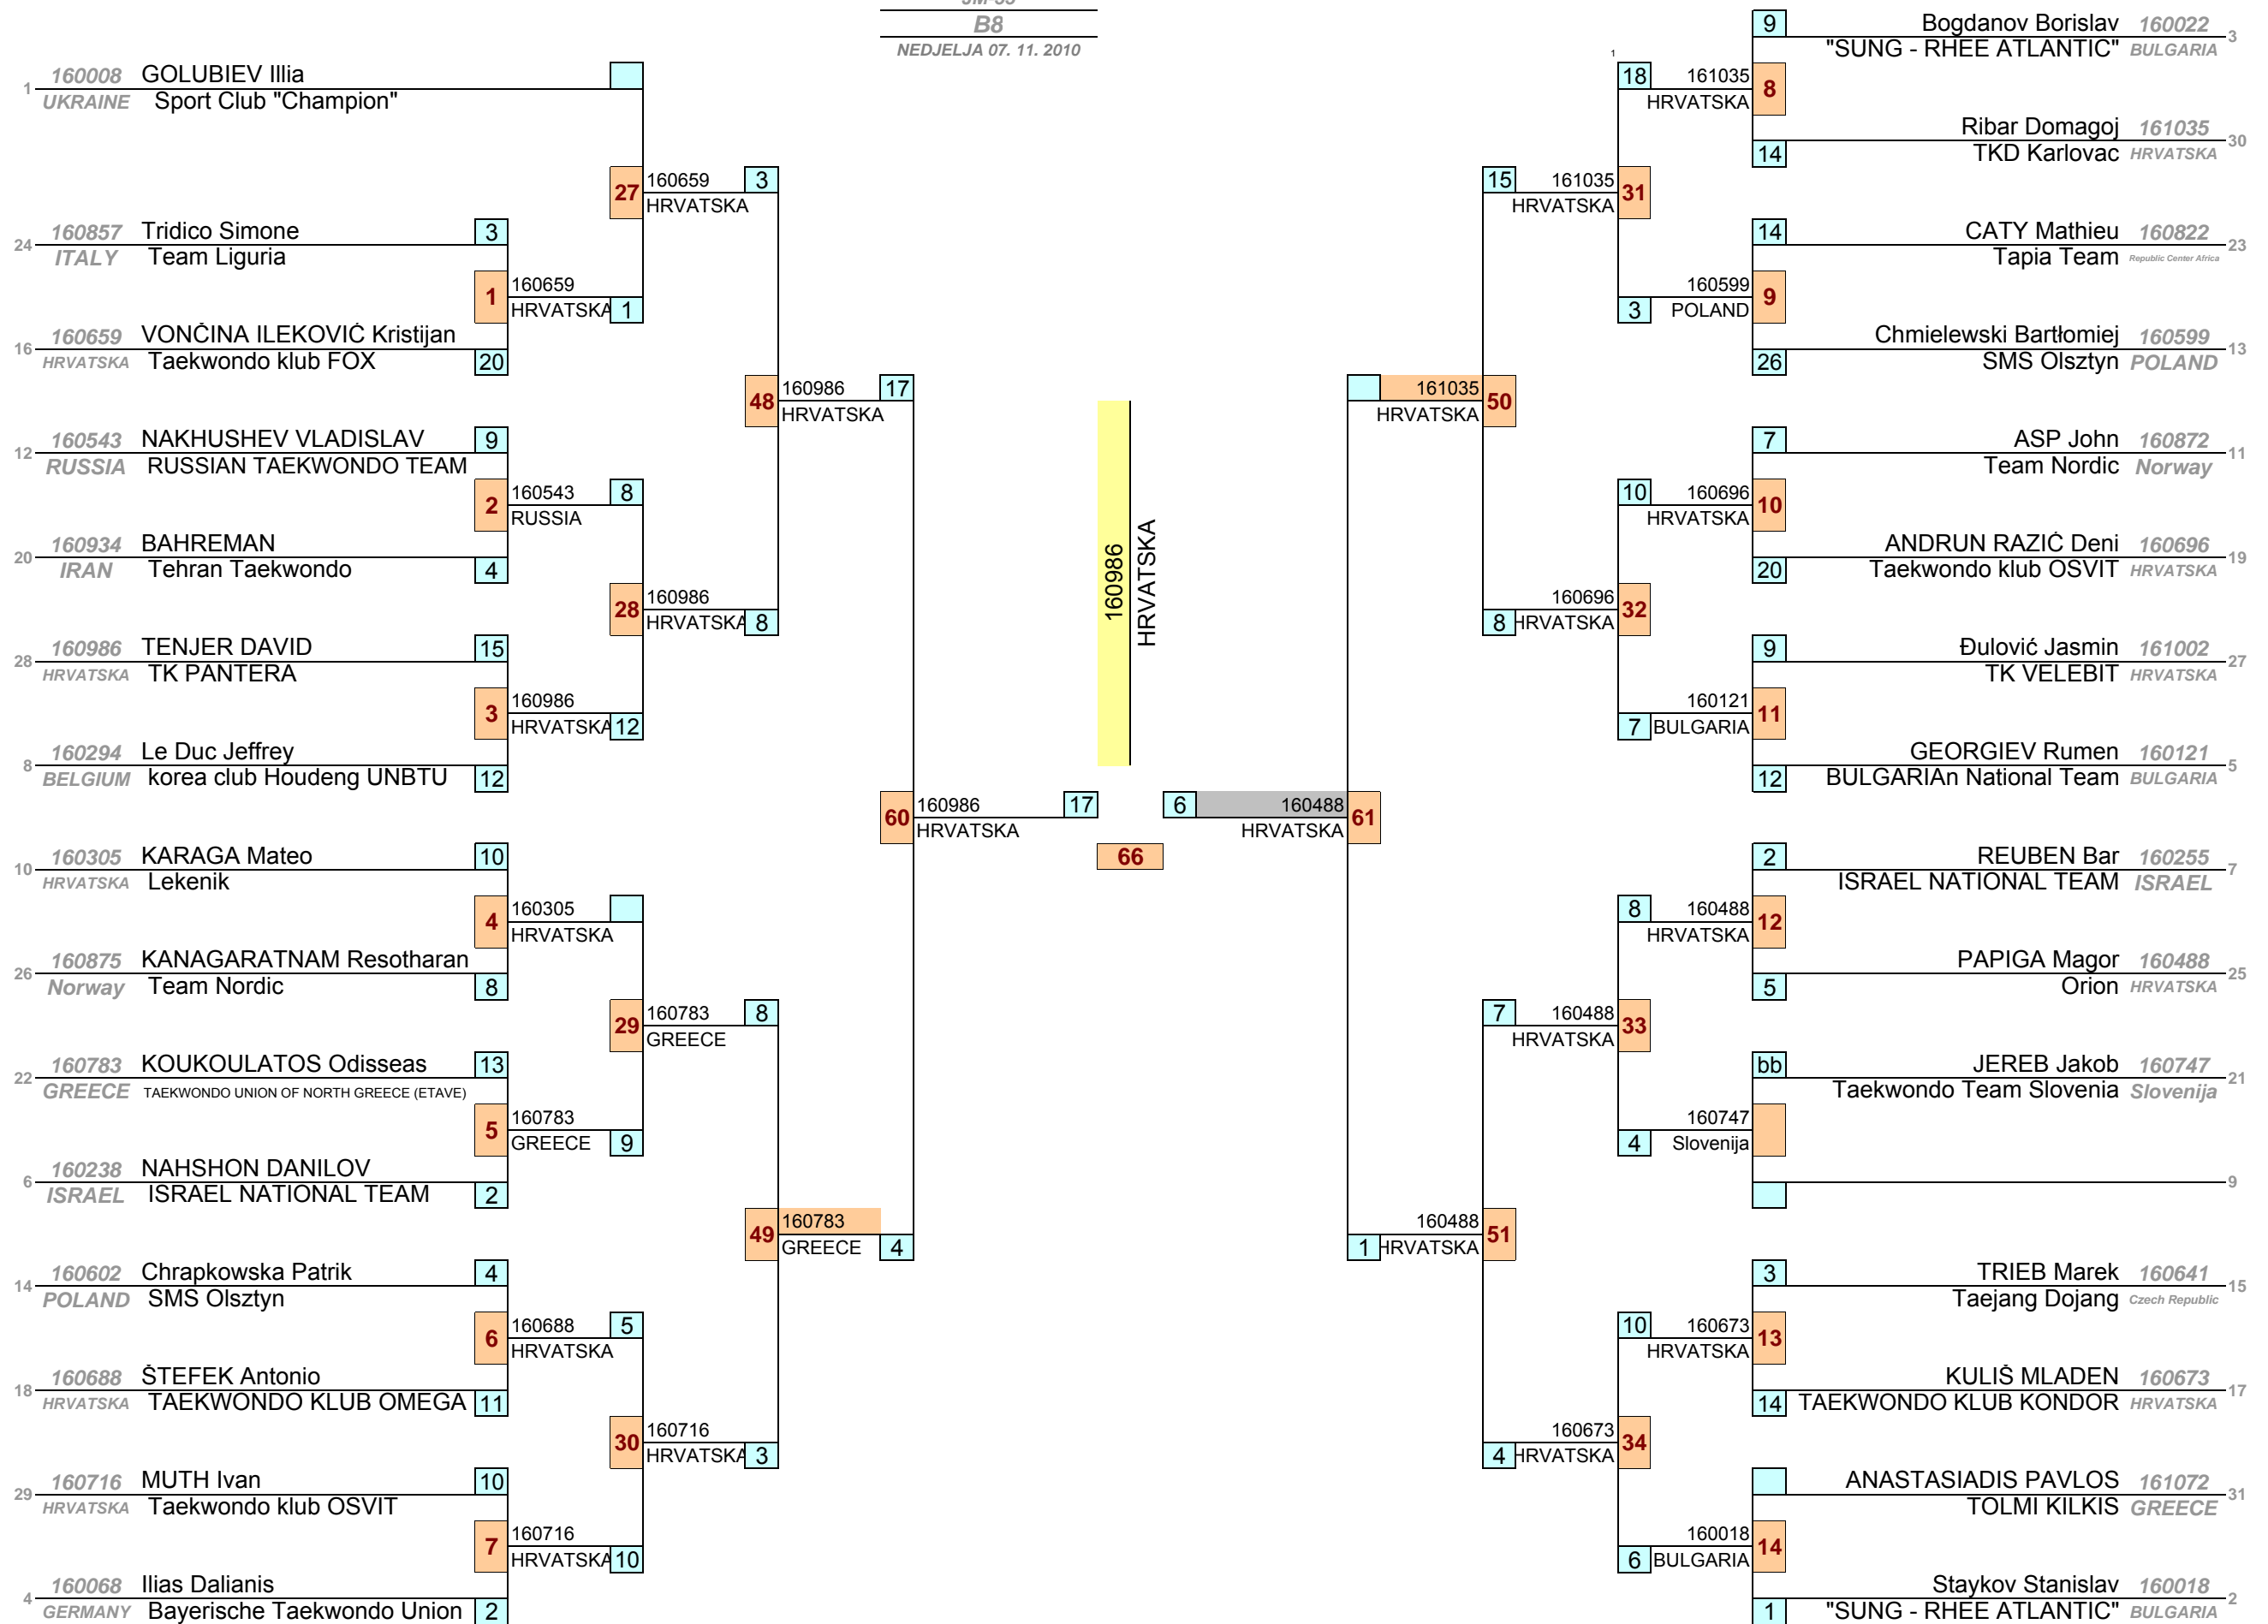 B8
NEDJELJA 07. 11. 2010
1 160008 GOLUBIEV Illia
UKRAINE Sport Club "Champion"
27 160659 3
HRVATSKA
24 160857 Tridico Simone 3
ITALY Team Liguria
1 160659
HRVATSKA 1
16 160659 VONČINA ILEKOVIĆ Kristijan
HRVATSKA Taekwondo klub FOX 20
48 160986 17
HRVATSKA
12 160543 NAKHUSHEV VLADISLAV 9
RUSSIA RUSSIAN TAEKWONDO TEAM
2 160543 8
RUSSIA
20 160934 BAHREMAN
IRAN Tehran Taekwondo 4
28 160986
HRVATSKA 8
28 160986 TENJER DAVID 15
HRVATSKA TK PANTERA
3 160986
HRVATSKA 12
8 160294 Le Duc Jeffrey
BELGIUM korea club Houdeng UNBTU 12
60 160986 17
HRVATSKA
10 160305 KARAGA Mateo 10
HRVATSKA Lekenik
4 160305
HRVATSKA
26 160875 KANAGARATNAM Resotharan
Norway Team Nordic 8
29 160783 8
GREECE
22 160783 KOUKOULATOS Odisseas 13
GREECE TAEKWONDO UNION OF NORTH GREECE (ETAVE)
5 160783
GREECE 9
6 160238 NAHSHON DANILOV
ISRAEL ISRAEL NATIONAL TEAM 2
49 160783
GREECE 4
14 160602 Chrapkowska Patrik 4
POLAND SMS Olsztyn
6 160688 5
HRVATSKA
18 160688 ŠTEFEK Antonio
HRVATSKA TAEKWONDO KLUB OMEGA 11
30 160716
HRVATSKA 3
29 160716 MUTH Ivan 10
HRVATSKA Taekwondo klub OSVIT
7 160716
HRVATSKA 10
4 160068 Ilias Dalianis
GERMANY Bayerische Taekwondo Union 2
160986
HRVATSKA
66
9 Bogdanov Borislav 160022 3
"SUNG - RHEE ATLANTIC" BULGARIA
1
18 161035 8
HRVATSKA
Ribar Domagoj 161035 30
14 TKD Karlovac HRVATSKA
15 161035 31
HRVATSKA
14 CATY Mathieu 160822 23
Tapia Team Republic Center Africa
160599 9
3 POLAND
Chmielewski Bartłomiej 160599 13
26 SMS Olsztyn POLAND
161035 50
HRVATSKA
7 ASP John 160872 11
Team Nordic Norway
10 160696 10
HRVATSKA
ANDRUN RAZIĆ Deni 160696 19
20 Taekwondo klub OSVIT HRVATSKA
160696 32
8 HRVATSKA
9 Đulović Jasmin 161002 27
TK VELEBIT HRVATSKA
160121 11
7 BULGARIA
GEORGIEV Rumen 160121 5
12 BULGARIAn National Team BULGARIA
6 160488 61
HRVATSKA
2 REUBEN Bar 160255 7
ISRAEL NATIONAL TEAM ISRAEL
8 160488 12
HRVATSKA
PAPIGA Magor 160488 25
5 Orion HRVATSKA
7 160488 33
HRVATSKA
bb JEREB Jakob 160747 21
Taekwondo Team Slovenia Slovenija
160747
4 Slovenija
9
160488 51
1 HRVATSKA
3 TRIEB Marek 160641 15
Taejang Dojang Czech Republic
10 160673 13
HRVATSKA
KULIŠ MLADEN 160673 17
14 TAEKWONDO KLUB KONDOR HRVATSKA
160673 34
4 HRVATSKA
ANASTASIADIS PAVLOS 161072 31
TOLMI KILKIS GREECE
160018 14
6 BULGARIA
Staykov Stanislav 160018 2
1 "SUNG - RHEE ATLANTIC" BULGARIA